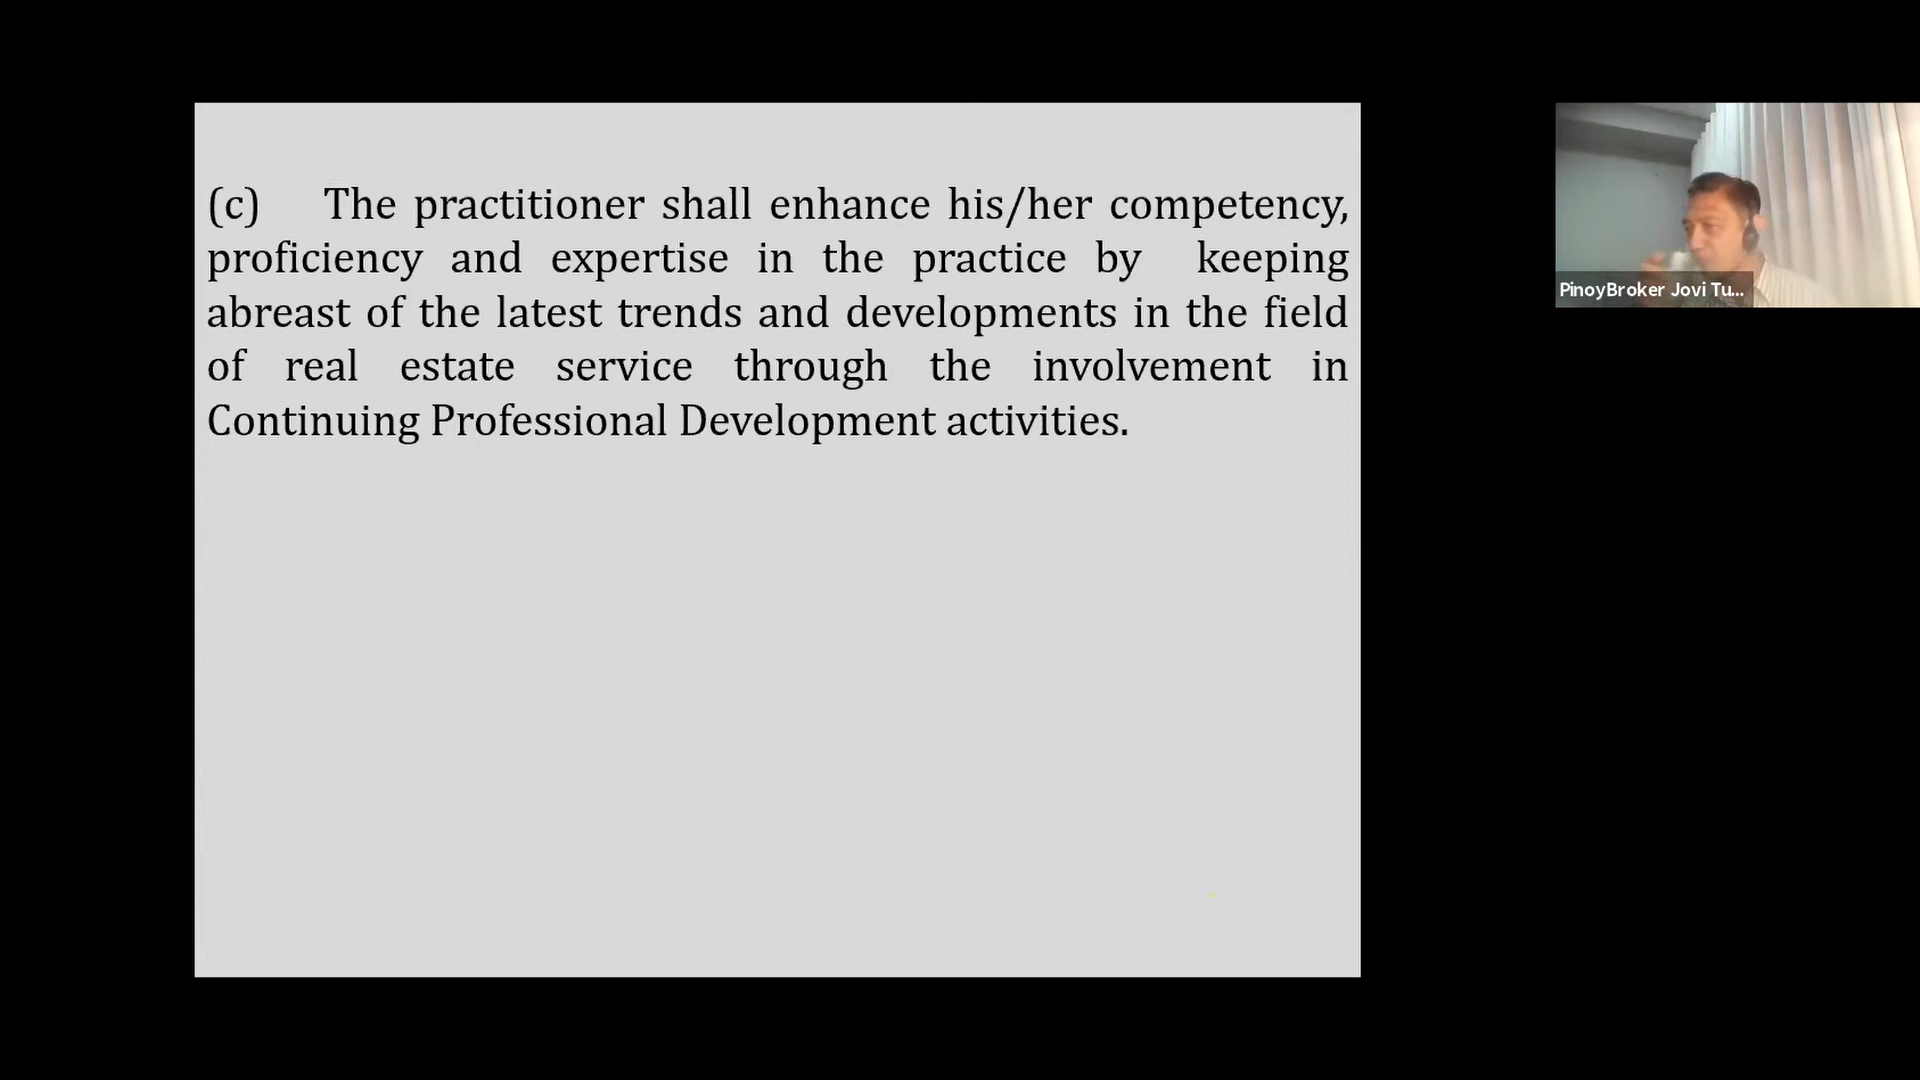 (c) The practitioner shall enhance his/her competency,
proficiency and expertise in the practice by keeping
abreast of the latest trends and developments in the field
of real estate service through the involvement in
Continuing Professional Development activities.
PinoyBroker Jovi Tu...